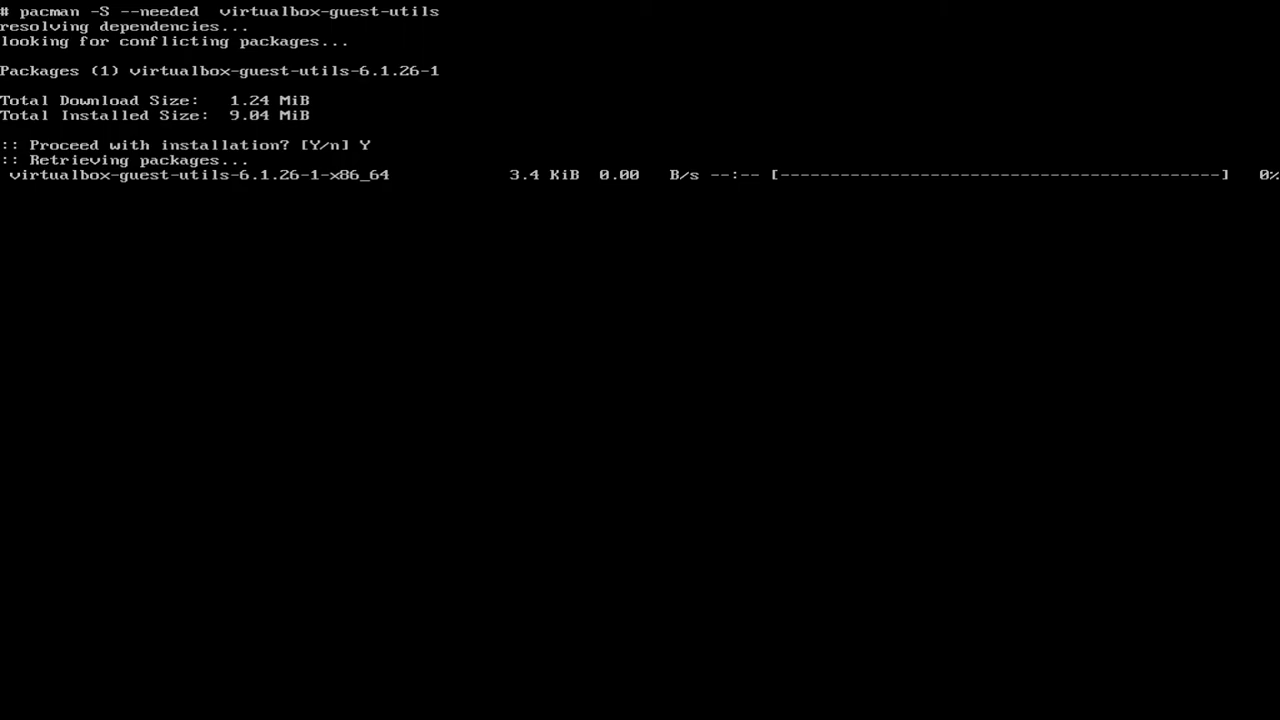 # pacman -S --needed  virtualbox-guest-utils
resolving dependencies...
looking for conflicting packages...
Packages (1) virtualbox-guest-utils-6.1.26-1
Total Download Size:   1.24 MiB
Total Installed Size:  9.04 MiB
:: Proceed with installation? [Y/n] Y
:: Retrieving packages...
 virtualbox-guest-utils-6.1.26-1-x86_64            3.4 KiB  0.00   B/s --:-- [--------------------------------------------]   0%